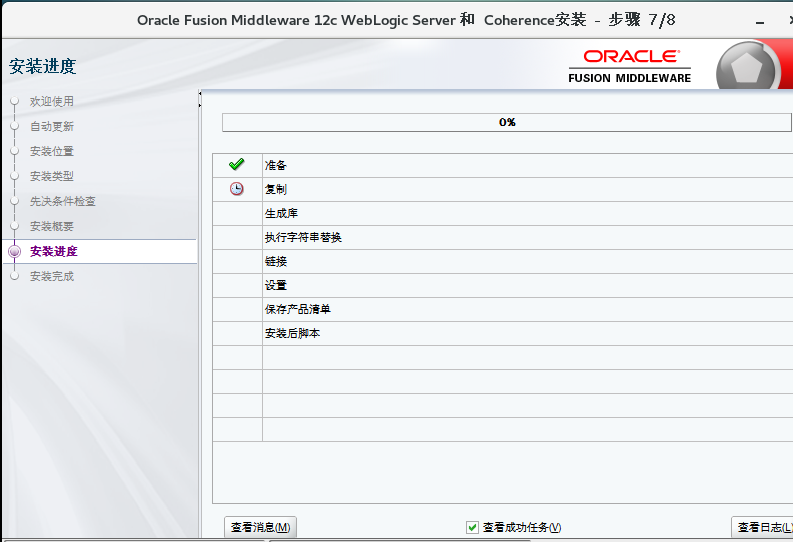 Oracle Fusion Middleware 12c WebLogic Server 和 Coherence安装 - 步骤 7/8
安装进度
ORACLE
FUSION MIDDLEWARE
欢迎使用
自动更新
安装位置
安装类型
先决条件检查
安装概要
安装进度
安装完成
0%
准备
复制
生成库
执行字符串替换
链接
设置
保存产品清单
安装后脚本
查看消息(M)
查看成功任务(V)
查看日志(L)